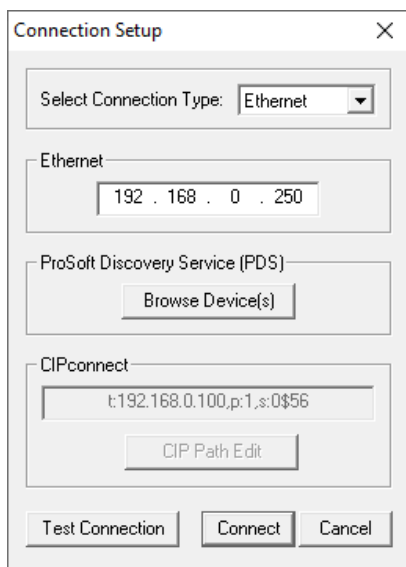 Connection Setup
Select Connection Type: Ethernet
Ethernet
192 . 168 . 0 . 250
ProSoft Discovery Service (PDS)
Browse Device(s)
CIPconnect
t:192.168.0.100,p:1,s:0$56
CIP Path Edit
Test Connection Connect Cancel